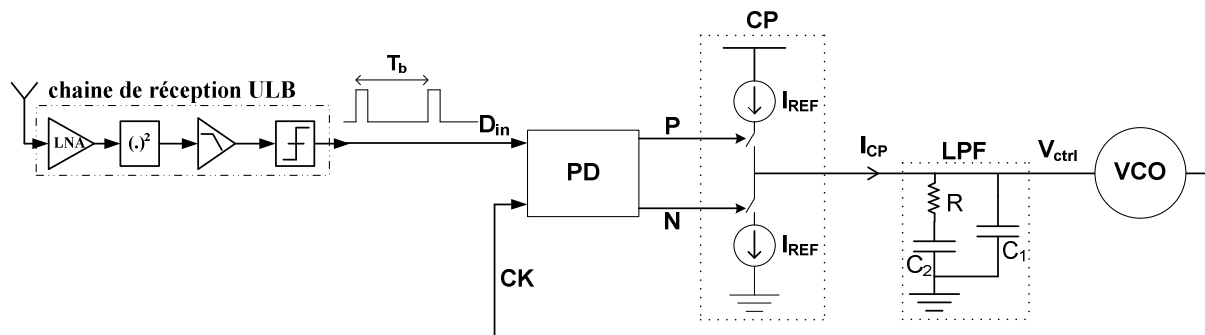 chaine de réception ULB
LNA
(.)²
T_b
D_in
PD
P
N
CK
CP
I_REF
I_REF
I_CP
LPF
R
C_2
C_1
V_ctrl
VCO